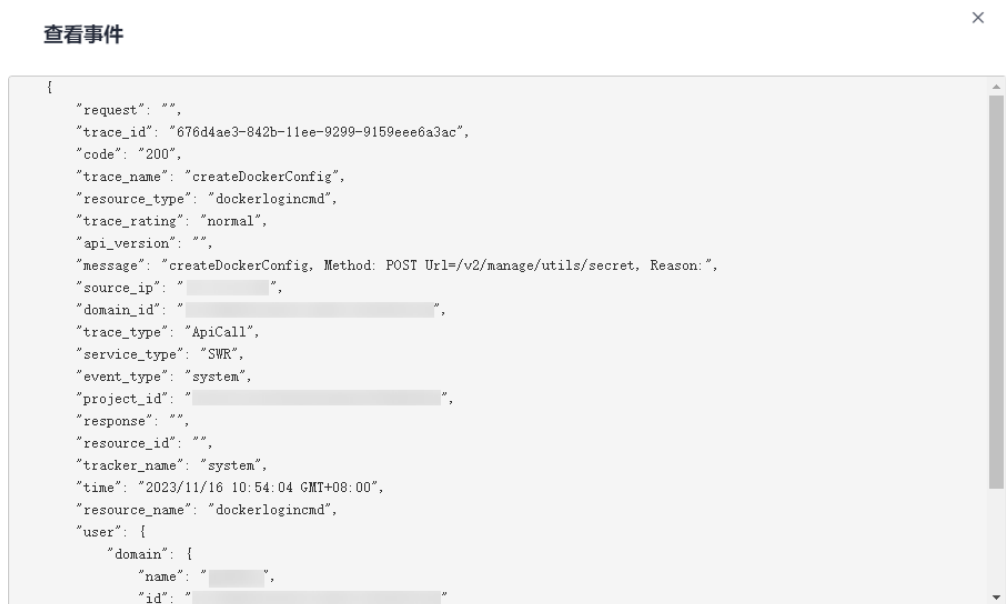 查看事件
{
"request": "",
"trace_id": "676d4ae3-842b-11ee-9299-9159eee6a3ac",
"code": "200",
"trace_name": "createDockerConfig",
"resource_type": "dockerlogincmd",
"trace_rating": "normal",
"api_version": "",
"message": "createDockerConfig, Method: POST Url=/v2/manage/utils/secret, Reason:",
"source_ip": "",
"domain_id": "",
"trace_type": "ApiCall",
"service_type": "SWR",
"event_type": "system",
"project_id": "",
"response": "",
"resource_id": "",
"tracker_name": "system",
"time": "2023/11/16 10:54:04 GMT+08:00",
"resource_name": "dockerlogincmd",
"user": {
"domain": {
"name": "",
"id": ""